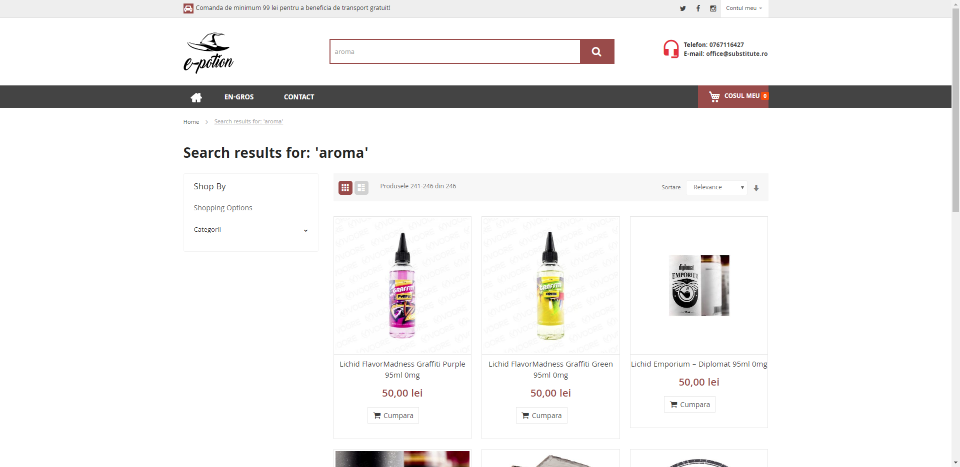 Comanda de minimum 99 lei pentru a beneficia de transport gratuit!
Contul meu
e-potion
aroma
Telefon: 0767116427
E-mail: office@substitute.ro
EN-GROS
CONTACT
COSUL MEU 0
Home > Search results for: 'aroma'
Search results for: 'aroma'
Shop By
Shopping Options
Categorii
Produsele 241-246 din 246
Sortare
Relevance
Lichid FlavorMadness Graffiti Purple
95ml 0mg
50,00 lei
Cumpara
Lichid FlavorMadness Graffiti Green
95ml 0mg
50,00 lei
Cumpara
diplomat
EMPORIUM
Lichid Emporium – Diplomat 95ml 0mg
50,00 lei
Cumpara